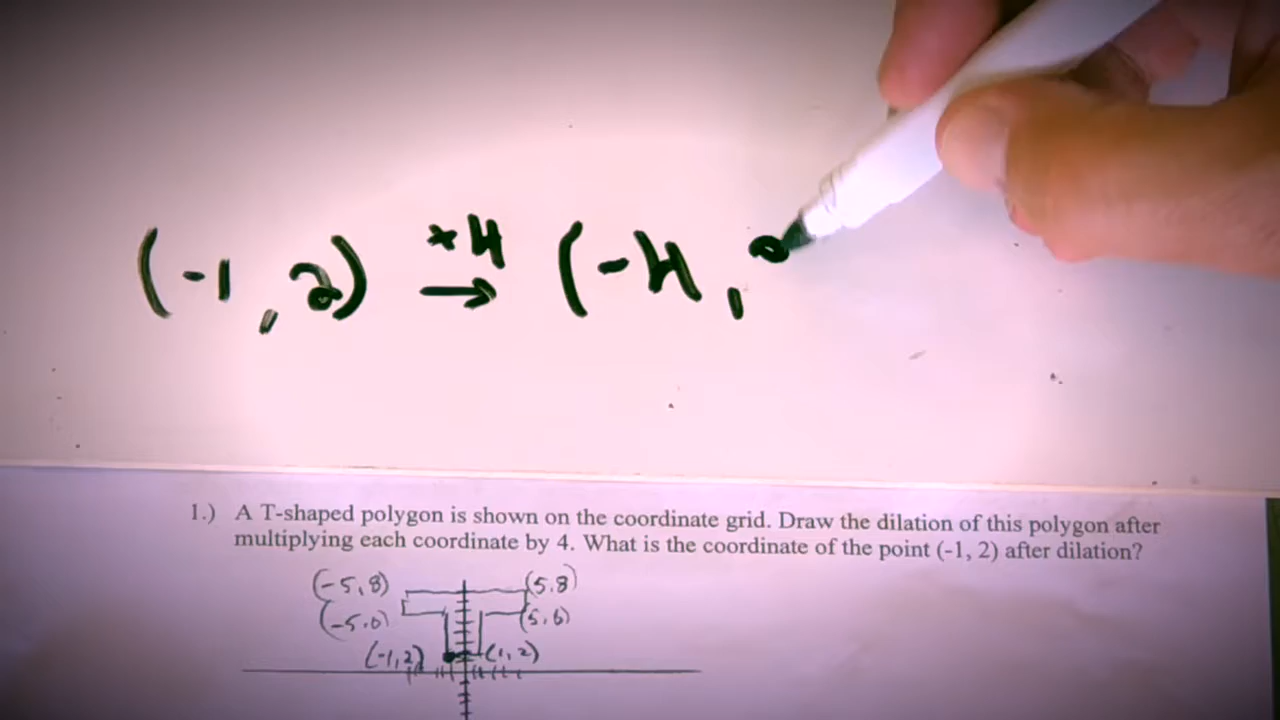 (-1, 2) ×4 → (-4,
1.) A T-shaped polygon is shown on the coordinate grid. Draw the dilation of this polygon after
multiplying each coordinate by 4. What is the coordinate of the point (-1, 2) after dilation?
(-5,8) (5,8)
(-5,6) (5,6)
(-1,2) (1,2)